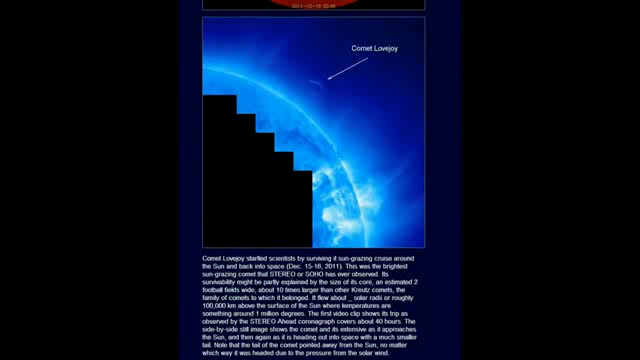 2011-12-15 22:43
Comet Lovejoy
Comet Lovejoy startled scientists by surviving it sun-grazing cruise around
the Sun and back into space (Dec. 15-16, 2011). This was the brightest
sun-grazing comet that STEREO or SOHO has ever observed. Its
survivability might be partly explained by the size of its core, an estimated 2
football fields wide, about 10 times larger than other Kreutz comets, the
family of comets to which it belonged. It flew about _ solar radii or roughly
100,000 km above the surface of the Sun where temperatures are
something around 1 million degrees. The first video clip shows its trip as
observed by the STEREO Ahead coronagraph covers about 40 hours. The
side-by-side still image shows the comet and its extensive as it approaches
the Sun, and then again as it is heading out into space with a much smaller
tail. Note that the tail of the comet pointed away from the Sun, no matter
which way it was headed due to the pressure from the solar wind.